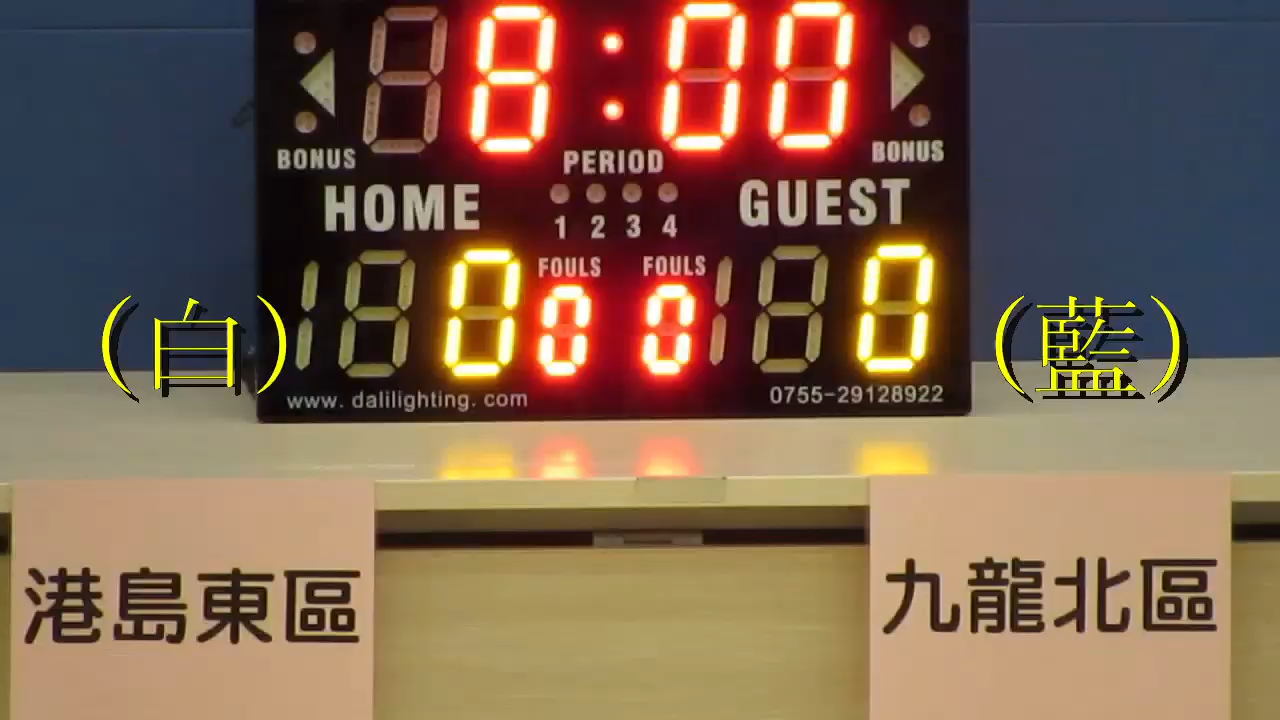 8:00
BONUS PERIOD BONUS
HOME GUEST
1 2 3 4
FOULS FOULS
0 0 0 0
(白) (藍)
www. dalilighting. com 0755-29128922
港島東區 九龍北區